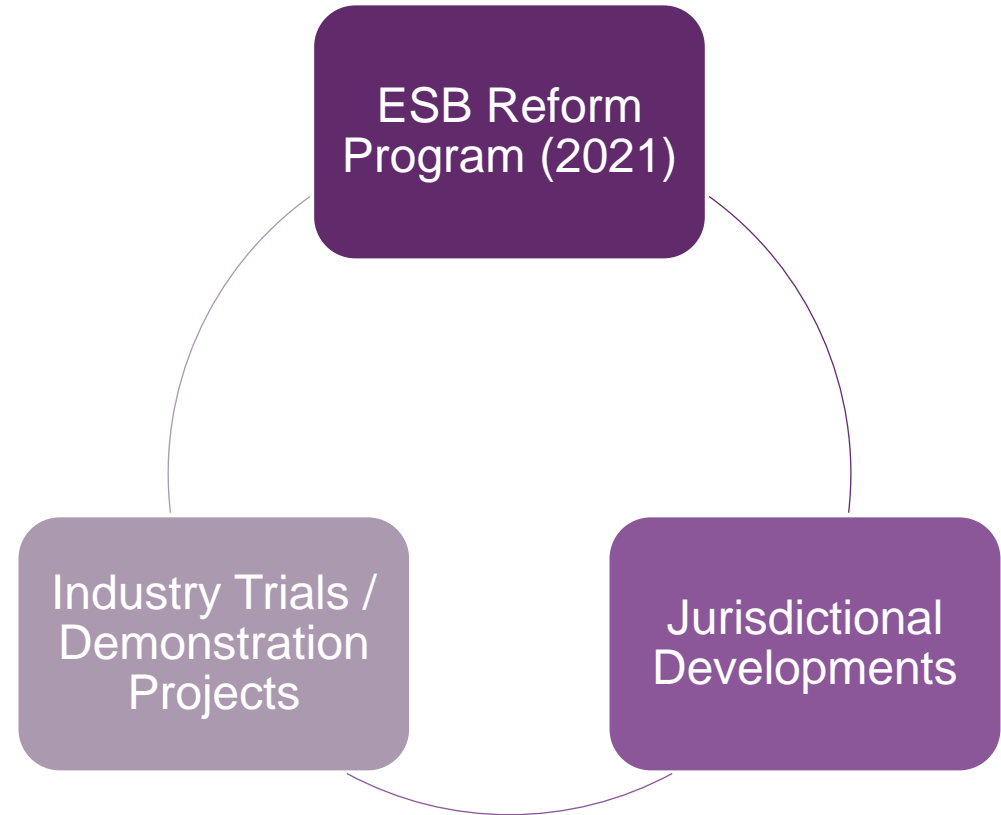 ESB Reform
Program (2021)
Industry Trials /
Demonstration
Projects
Jurisdictional
Developments